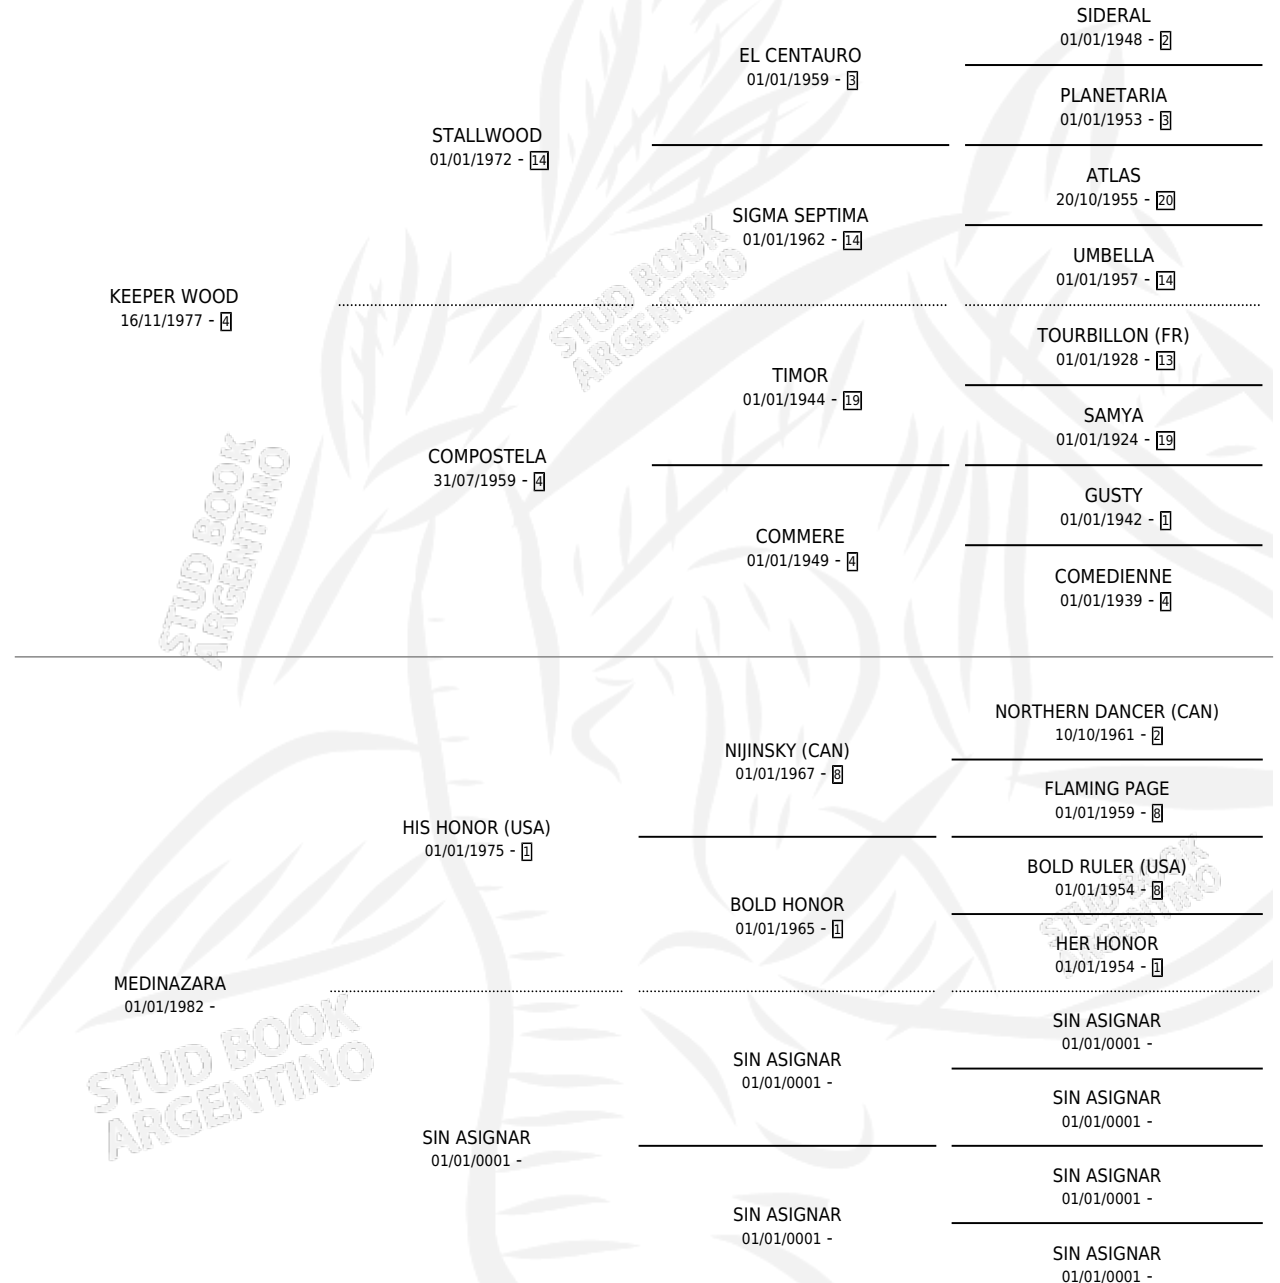 SIDERAL
01/01/1948 - 2
EL CENTAURO
01/01/1959 - 3
PLANETARIA
01/01/1953 - 3
STALLWOOD
01/01/1972 - 14
ATLAS
20/10/1955 - 20
SIGMA SEPTIMA
01/01/1962 - 14
UMBELLA
01/01/1957 - 14
KEEPER WOOD
16/11/1977 - 4
STUD BOOK
ARGENTINO
TOURBILLON (FR)
01/01/1928 - 13
TIMOR
01/01/1944 - 19
SAMYA
01/01/1924 - 19
COMPOSTELA
31/07/1959 - 4
GUSTY
01/01/1942 - 1
COMMERE
01/01/1949 - 4
COMEDIENNE
01/01/1939 - 4
STUD BOOK
ARGENTINO
NORTHERN DANCER (CAN)
10/10/1961 - 2
NIJINSKY (CAN)
01/01/1967 - 8
FLAMING PAGE
01/01/1959 - 8
HIS HONOR (USA)
01/01/1975 - 1
BOLD RULER (USA)
01/01/1954 - 8
BOLD HONOR
01/01/1965 - 1
HER HONOR
01/01/1954 - 1
STUD BOOK
ARGENTINO
MEDINAZARA
01/01/1982 -
SIN ASIGNAR
01/01/0001 -
SIN ASIGNAR
01/01/0001 -
SIN ASIGNAR
01/01/0001 -
STUD BOOK
ARGENTINO
SIN ASIGNAR
01/01/0001 -
SIN ASIGNAR
01/01/0001 -
SIN ASIGNAR
01/01/0001 -
SIN ASIGNAR
01/01/0001 -